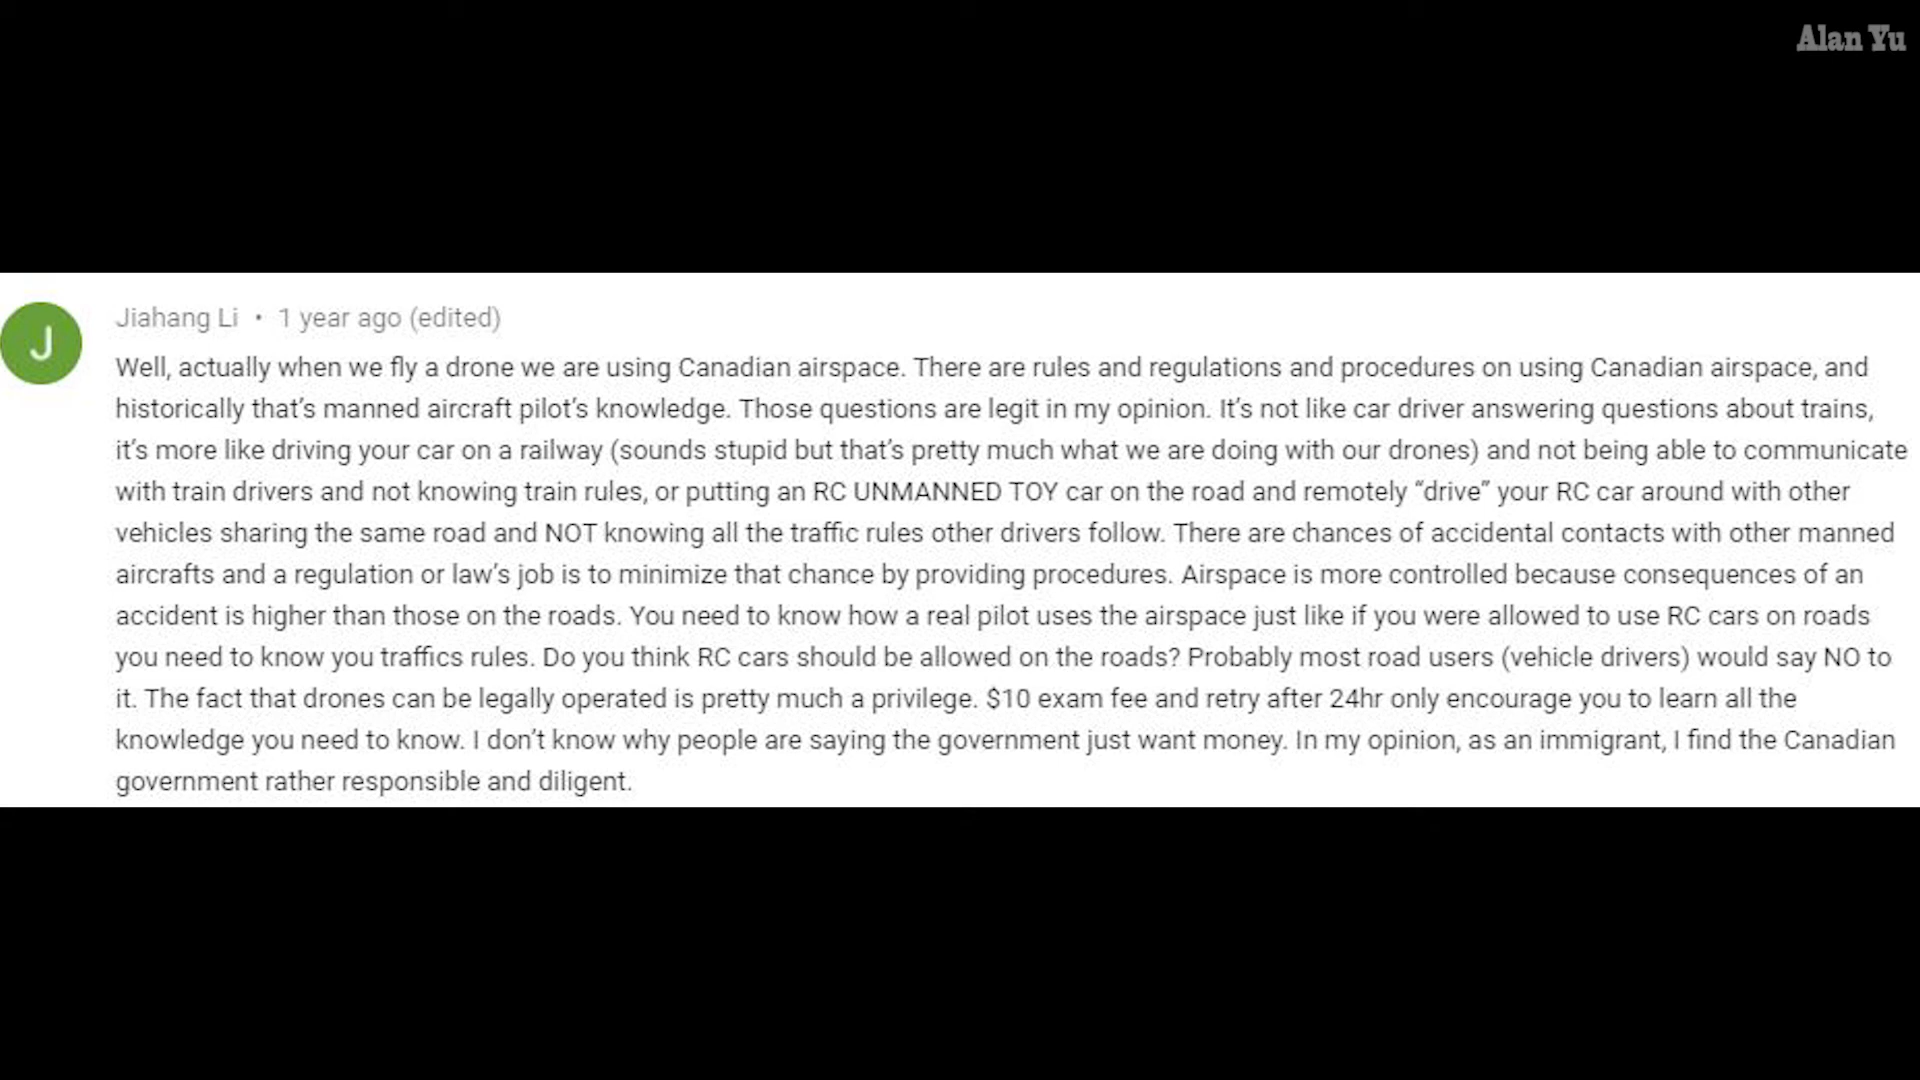 Alan Yu
J
Jiahang Li • 1 year ago (edited)
Well, actually when we fly a drone we are using Canadian airspace. There are rules and regulations and procedures on using Canadian airspace, and
historically that’s manned aircraft pilot’s knowledge. Those questions are legit in my opinion. It’s not like car driver answering questions about trains,
it’s more like driving your car on a railway (sounds stupid but that’s pretty much what we are doing with our drones) and not being able to communicate
with train drivers and not knowing train rules, or putting an RC UNMANNED TOY car on the road and remotely “drive” your RC car around with other
vehicles sharing the same road and NOT knowing all the traffic rules other drivers follow. There are chances of accidental contacts with other manned
aircrafts and a regulation or law’s job is to minimize that chance by providing procedures. Airspace is more controlled because consequences of an
accident is higher than those on the roads. You need to know how a real pilot uses the airspace just like if you were allowed to use RC cars on roads
you need to know you traffics rules. Do you think RC cars should be allowed on the roads? Probably most road users (vehicle drivers) would say NO to
it. The fact that drones can be legally operated is pretty much a privilege. $10 exam fee and retry after 24hr only encourage you to learn all the
knowledge you need to know. I don’t know why people are saying the government just want money. In my opinion, as an immigrant, I find the Canadian
government rather responsible and diligent.